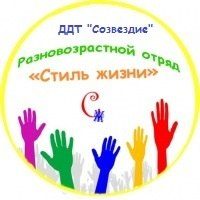 ДДТ "Созвездие"
Разновозрастной отряд
«Стиль жизни»
Сж